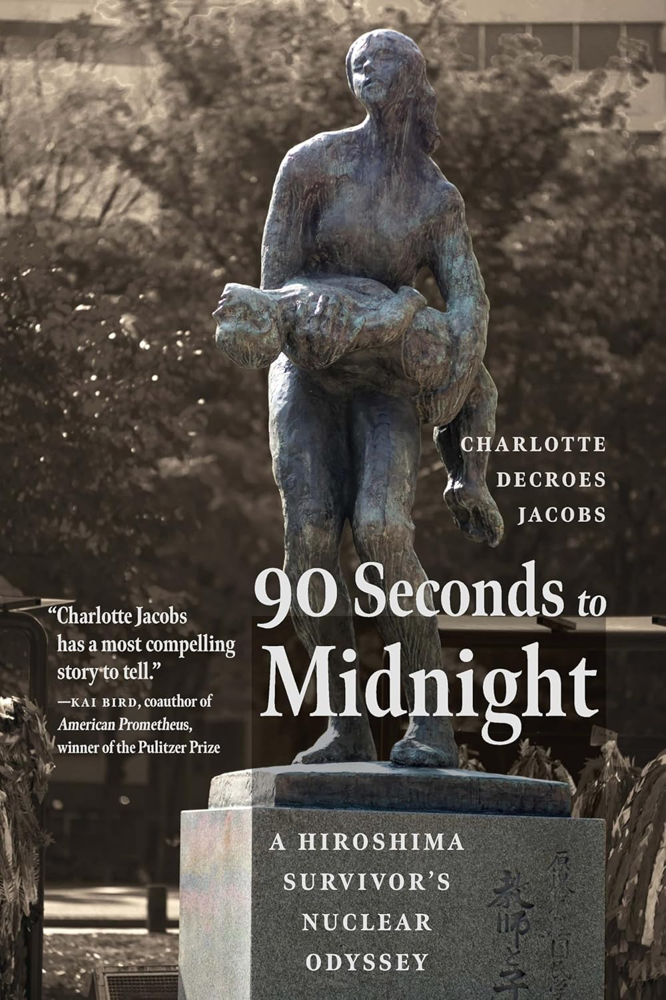 CHARLOTTE
DECROES
JACOBS
90 Seconds to
Midnight
“Charlotte Jacobs
has a most compelling
story to tell.”
—KAI BIRD, coauthor of
American Prometheus,
winner of the Pulitzer Prize
A HIROSHIMA
SURVIVOR’S
NUCLEAR
ODYSSEY
教師と子